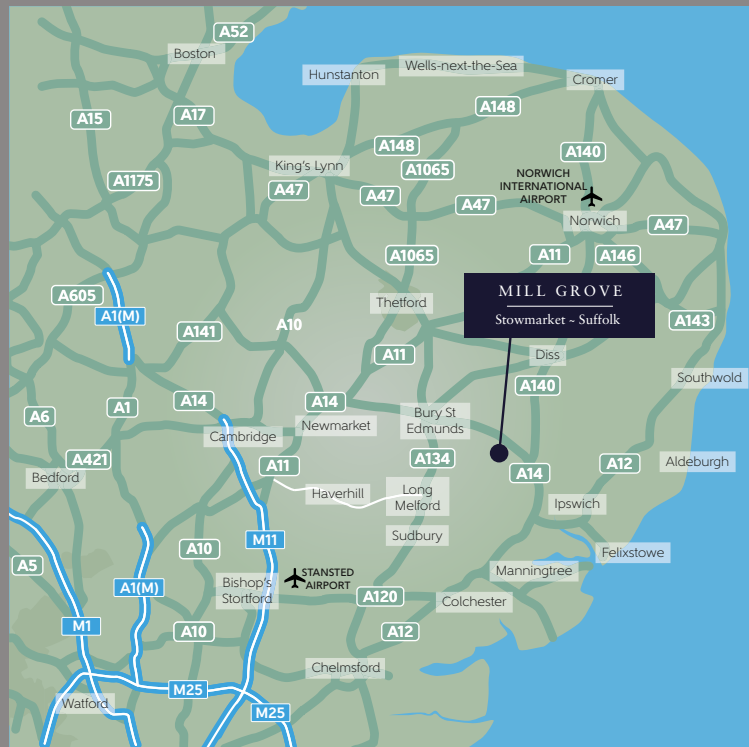 A52
Boston
Wells-next-the-Sea
Hunstanton
Cromer
A148
A15
A17
A148
A140
King's Lynn
A1065
NORWICH
INTERNATIONAL
AIRPORT
A1175
A47
A47
A47
Norwich
A47
A1065
A11
A146
MILL GROVE
Stowmarket ~ Suffolk
A605
A1(M)
Thetford
A141
A10
A143
A11
Diss
Southwold
A140
A14
A14
A1
A6
Bury St
Edmunds
Newmarket
Cambridge
A421
A11
A134
A14
A12
Aldeburgh
Bedford
Haverhill
Long
Melford
Ipswich
Sudbury
M11
A10
Felixstowe
A5
Manningtree
STANSTED
AIRPORT
Bishop's
Stortford
A1(M)
A120
Colchester
M1
A10
A12
Chelmsford
M25
Watford
M25